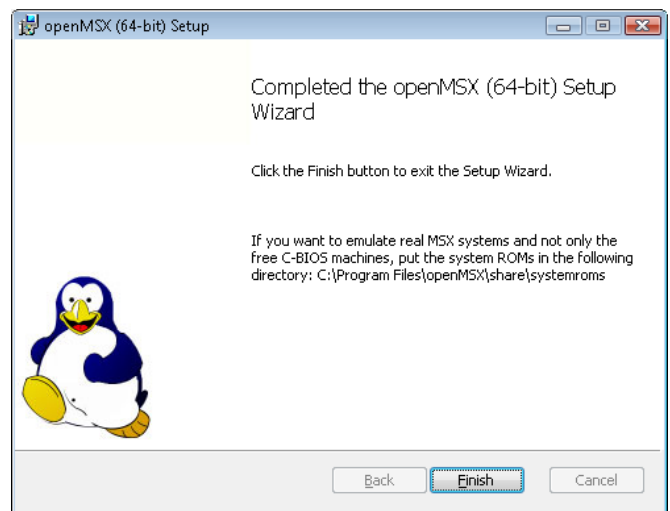 openMSX (64-bit) Setup
Completed the openMSX (64-bit) Setup
Wizard
Click the Finish button to exit the Setup Wizard.
If you want to emulate real MSX systems and not only the
free C-BIOS machines, put the system ROMs in the following
directory: C:\Program Files\openMSX\share\systemroms
Back
Finish
Cancel